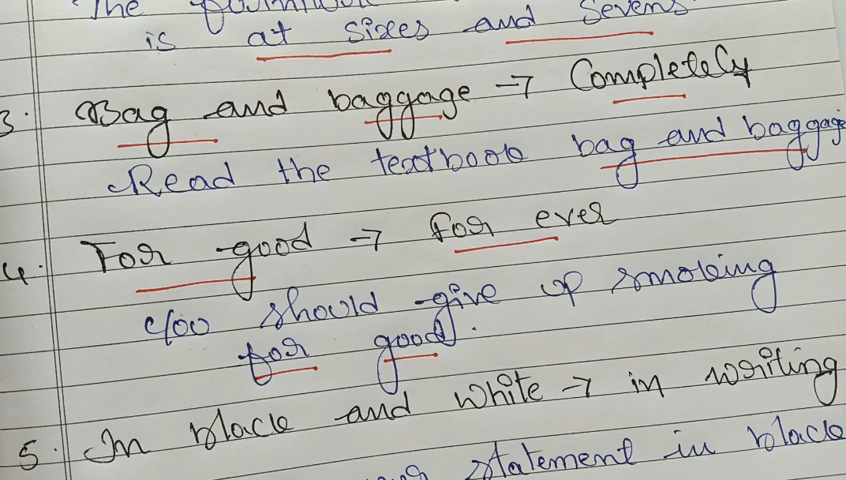 The
is at sixes and sevens
3. Bag and baggage → Completely
Read the textbook bag and baggage
4. For good → for ever
You should give up smoking
for good.
5. In black and white → in writing
statement in black